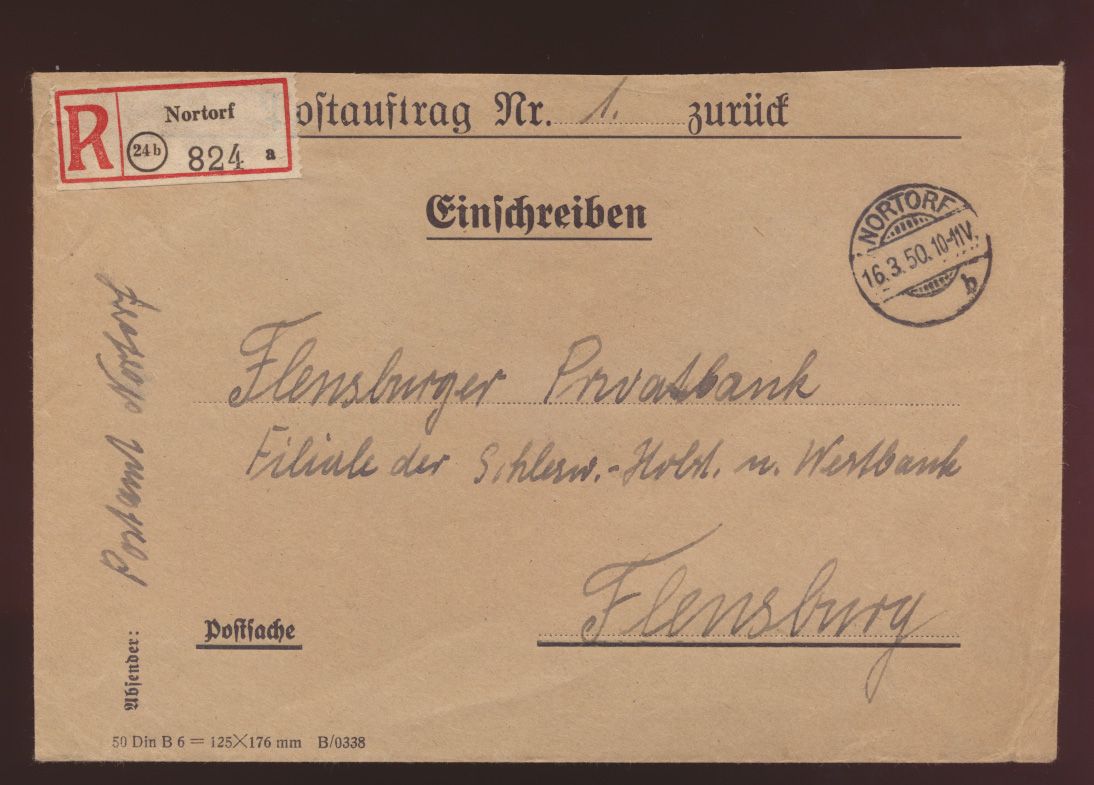 R Nortorf
24b 824 a
ostauftrag Nr. 1. zurück
Einschreiben
NORTORF
16.3.50.10-11V.
b
Flensburger Privatbank
Filiale der Schlesw.-Holst. u. Westbank
Flensburg
Postsache
Absender: Postamt Nortorf
50 Din B 6 = 125×176 mm B/0338